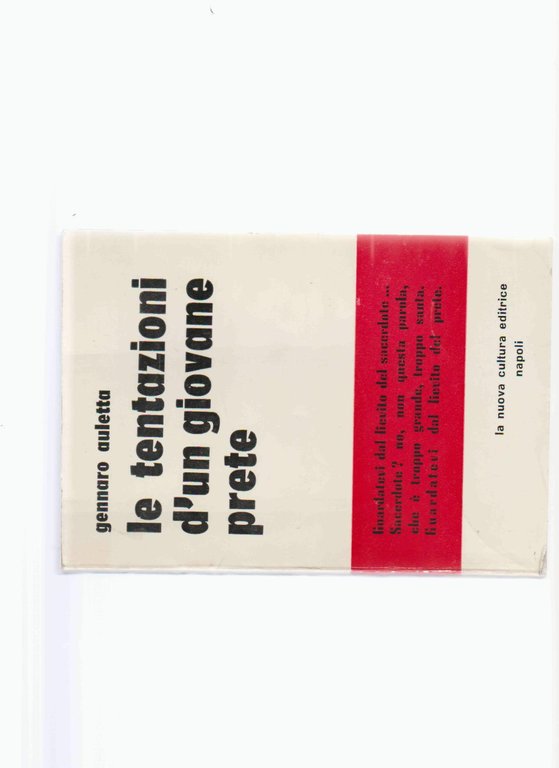 gennaro auletta
le tentazioni
d'un giovane
prete
Guardatevi dal lievito del sacerdote...
Sacerdote? no, non questa parola,
che è troppo grande, troppo santa.
Guardatevi dal lievito del prete.
la nuova cultura editrice
napoli